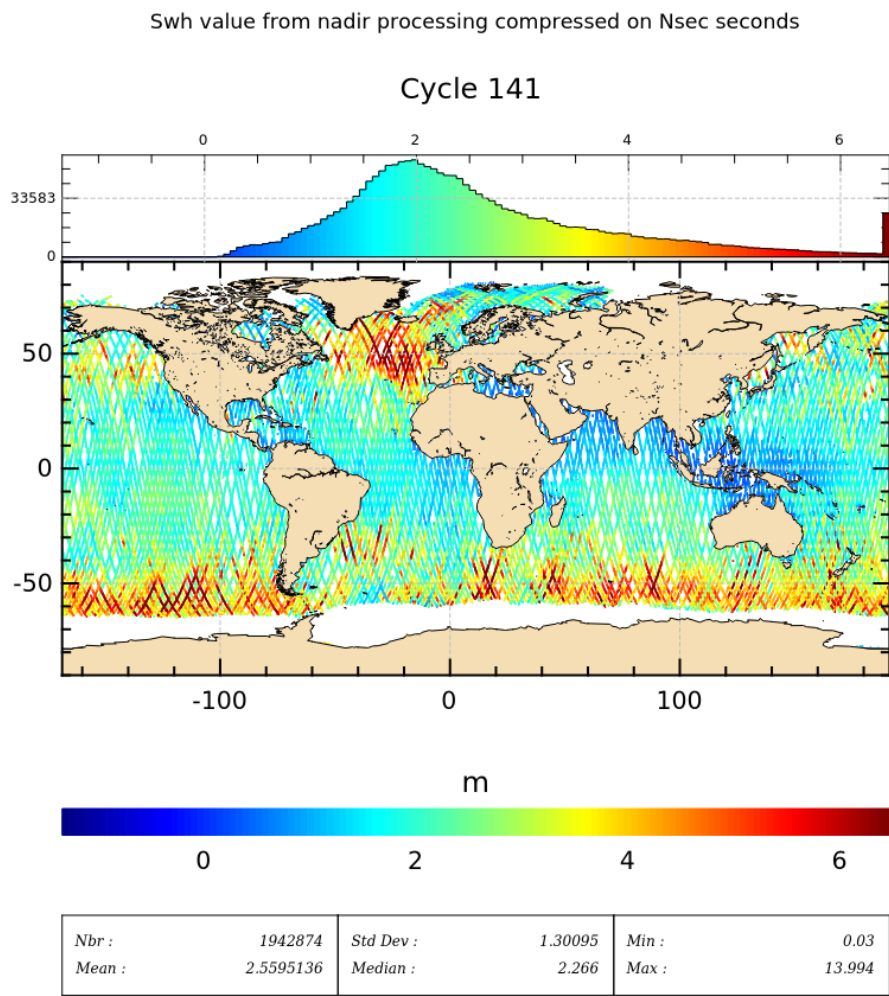 Swh value from nadir processing compressed on Nsec seconds
Cycle 141
0 2 4 6
33583
0
50
0
-50
-100 0 100
m
0 2 4 6
Nbr : 1942874 Std Dev : 1.30095 Min : 0.03
Mean : 2.5595136 Median : 2.266 Max : 13.994